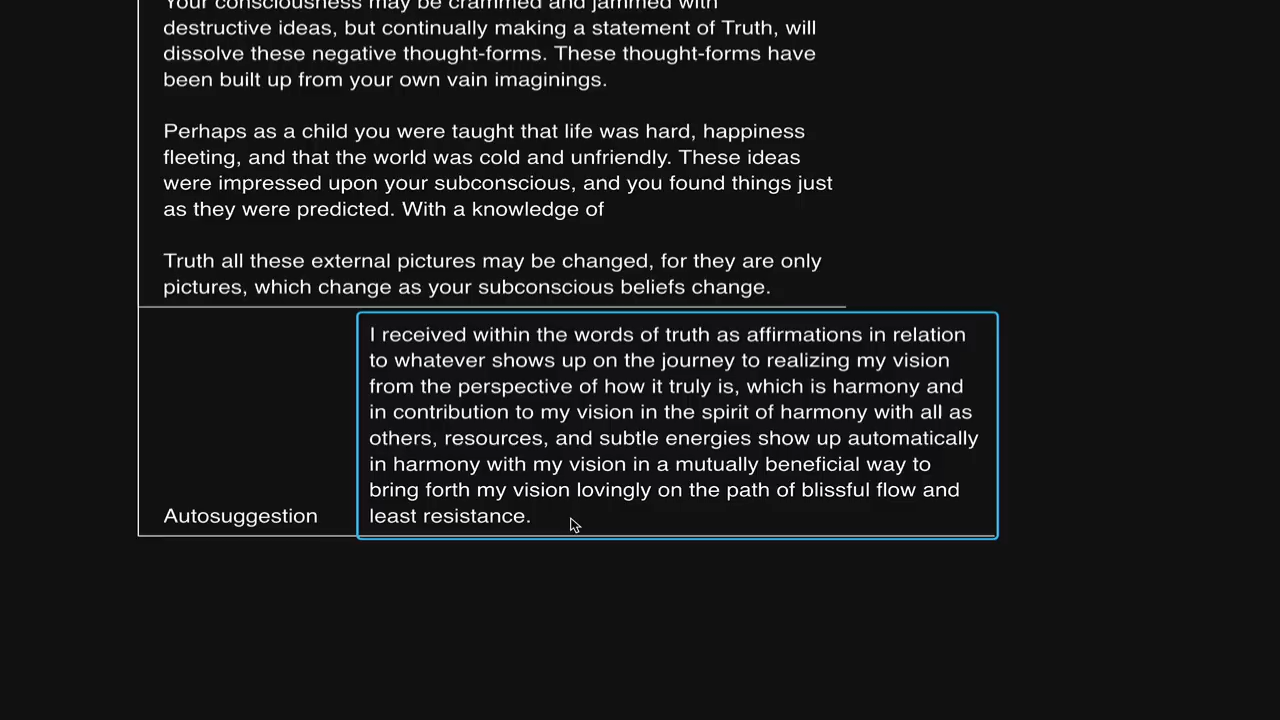 Your consciousness may be crammed and jammed with
destructive ideas, but continually making a statement of Truth, will
dissolve these negative thought-forms. These thought-forms have
been built up from your own vain imaginings.
Perhaps as a child you were taught that life was hard, happiness
fleeting, and that the world was cold and unfriendly. These ideas
were impressed upon your subconscious, and you found things just
as they were predicted. With a knowledge of
Truth all these external pictures may be changed, for they are only
pictures, which change as your subconscious beliefs change.
I received within the words of truth as affirmations in relation
to whatever shows up on the journey to realizing my vision
from the perspective of how it truly is, which is harmony and
in contribution to my vision in the spirit of harmony with all as
others, resources, and subtle energies show up automatically
in harmony with my vision in a mutually beneficial way to
bring forth my vision lovingly on the path of blissful flow and
Autosuggestion least resistance.